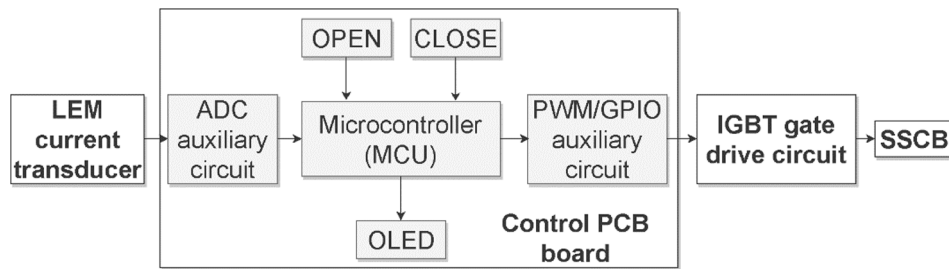 OPEN
CLOSE
LEM
current
transducer
ADC
auxiliary
circuit
Microcontroller
(MCU)
PWM/GPIO
auxiliary
circuit
IGBT gate
drive circuit
SSCB
OLED
Control PCB
board